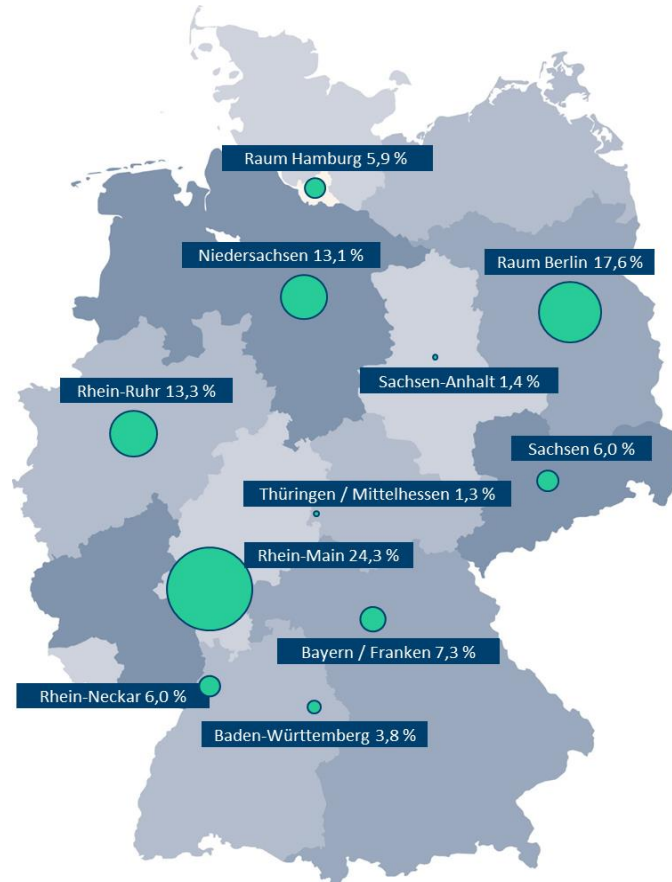 Raum Hamburg 5,9 %
Niedersachsen 13,1 %
Raum Berlin 17,6 %
Sachsen-Anhalt 1,4 %
Rhein-Ruhr 13,3 %
Sachsen 6,0 %
Thüringen / Mittelhessen 1,3 %
Rhein-Main 24,3 %
Bayern / Franken 7,3 %
Rhein-Neckar 6,0 %
Baden-Württemberg 3,8 %